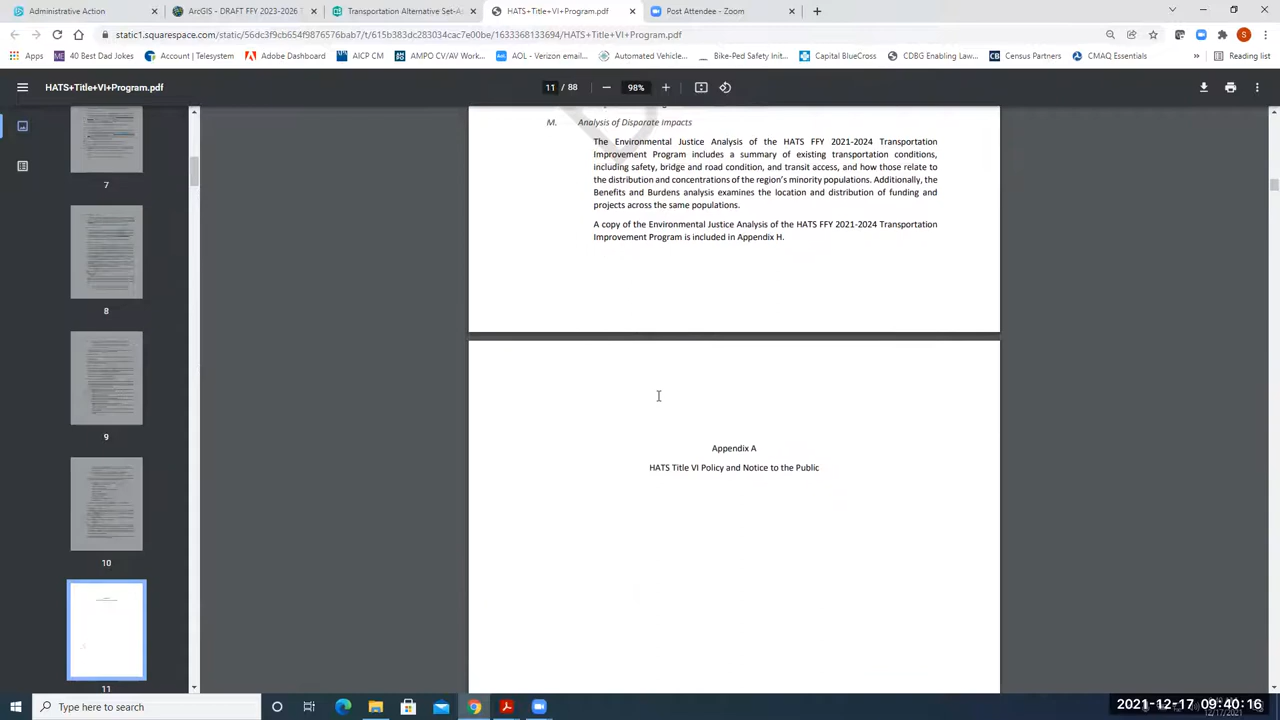 Administrative Action
ArcGIS - DRAFT FFY 2023-2026 T
Transportation Alternative Set-As
HATS+Title+VI+Program.pdf
Post Attendee - Zoom
static1.squarespace.com/static/56dc3f9cb654f9876576bab7/t/615b383dc283034cac7e00be/1633368133694/HATS+Title+VI+Program.pdf
Apps
40 Best Dad Jokes
Account | Telesystem
Adobe Dashboard
AICP CM
AMPO CV/AV Work...
AOL - Verizon email...
Automated Vehicle...
Bike-Ped Safety Init...
Capital BlueCross
CDBG Enabling Legi...
Census Partners
CMAQ Essentials
»
Reading list
HATS+Title+VI+Program.pdf
11 / 88
98%
M. Analysis of Disparate Impacts
The Environmental Justice Analysis of the HATS FFY 2021-2024 Transportation
Improvement Program includes a summary of existing transportation conditions,
including safety, bridge and road condition, and transit access, and how those relate to
the distribution and concentrations of the region's minority populations. Additionally, the
Benefits and Burdens analysis examines the location and distribution of funding and
projects across the same populations.
A copy of the Environmental Justice Analysis of the HATS FFY 2021-2024 Transportation
Improvement Program is included in Appendix H.
Appendix A
HATS Title VI Policy and Notice to the Public
7
8
9
10
11
Type here to search
2021-12-17 09:40:16